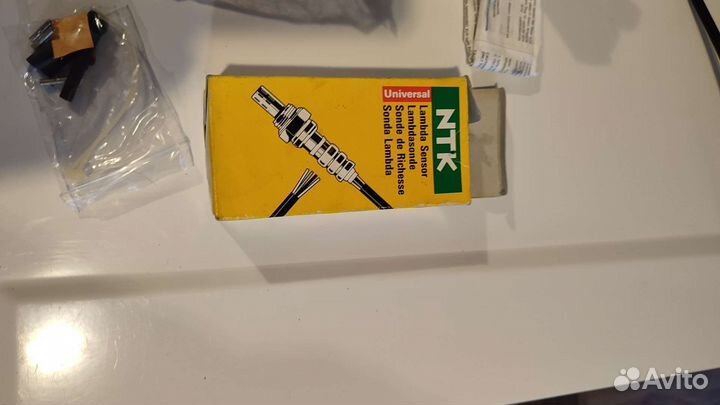 NTK
Universal
Lambda Sensor
Lambdasonde
Sonde de Richesse
Sonda Lambda
Avito